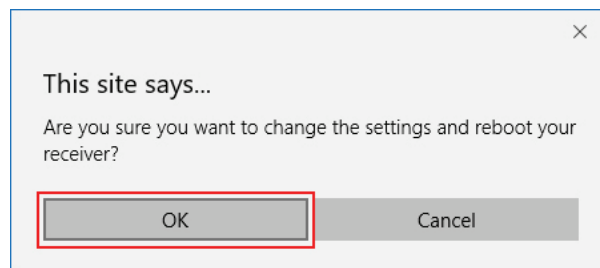 This site says...
Are you sure you want to change the settings and reboot your
receiver?
OK
Cancel